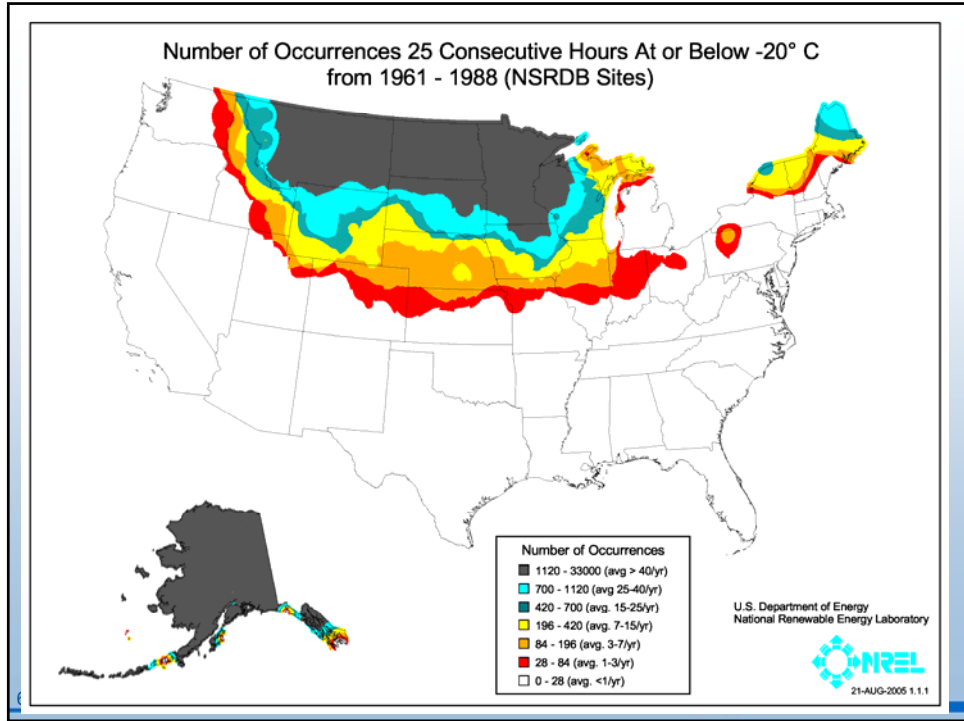 Number of Occurrences 25 Consecutive Hours At or Below -20° C
from 1961 - 1988 (NSRDB Sites)
Number of Occurrences
1120 - 33000 (avg > 40/yr)
700 - 1120 (avg 25-40/yr)
420 - 700 (avg. 15-25/yr)
196 - 420 (avg. 7-15/yr)
84 - 196 (avg. 3-7/yr)
28 - 84 (avg. 1-3/yr)
0 - 28 (avg. <1/yr)
U.S. Department of Energy
National Renewable Energy Laboratory
NREL
21-AUG-2005 1.1.1